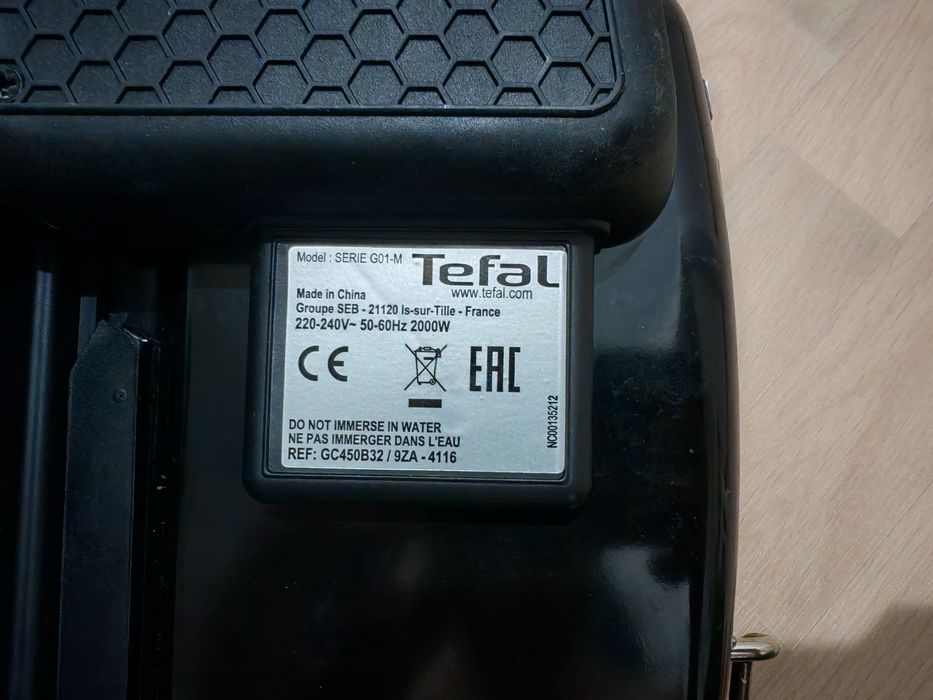 Model : SERIE G01-M
Tefal
www.tefal.com
Made in China
Groupe SEB - 21120 Is-sur-Tille - France
220-240V~ 50-60Hz 2000W
CE
EAC
DO NOT IMMERSE IN WATER
NE PAS IMMERGER DANS L'EAU
REF: GC450B32 / 9ZA - 4116
NC00135212